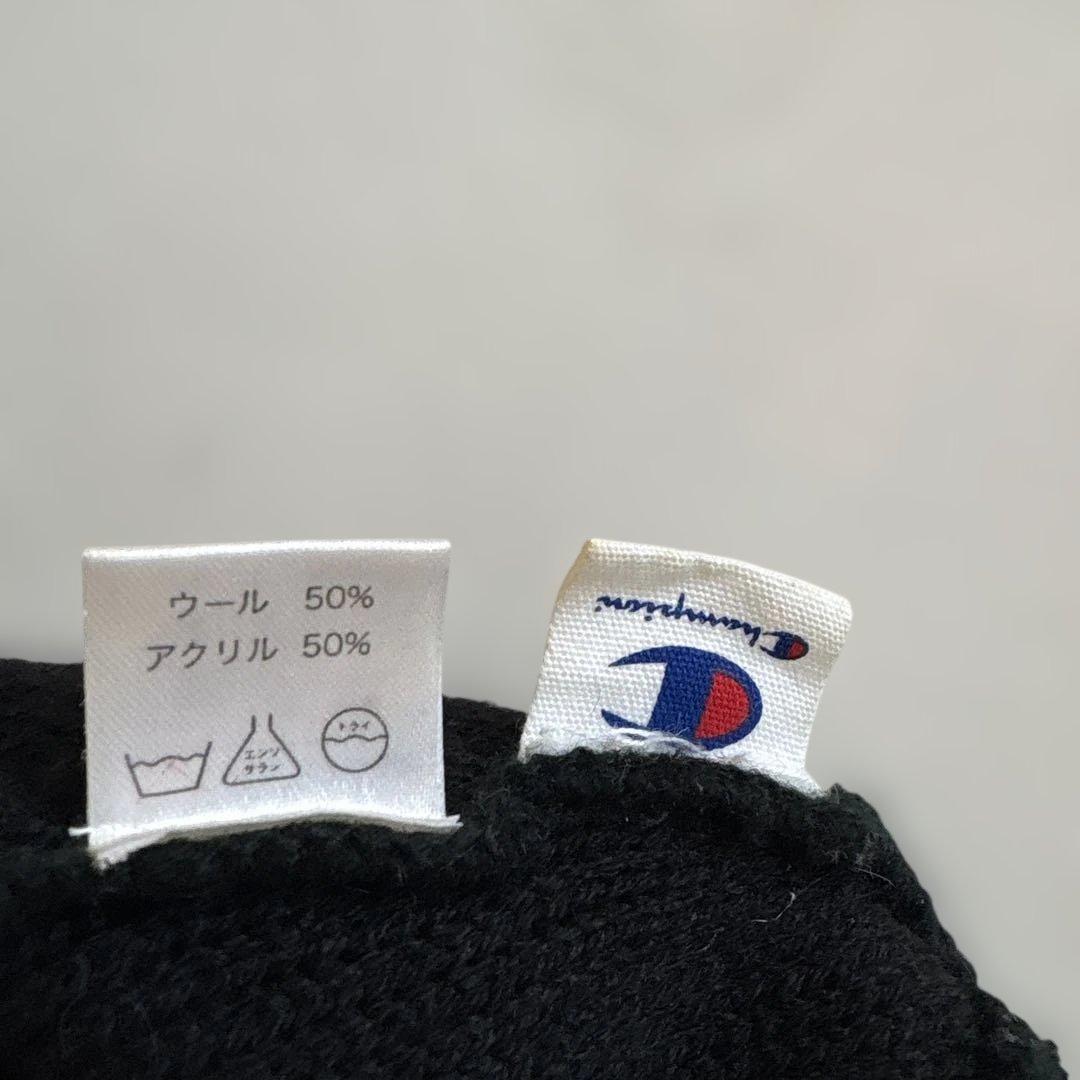 ウール 50%
アクリル 50%
エンソ
サラシ
ドライ
Champion